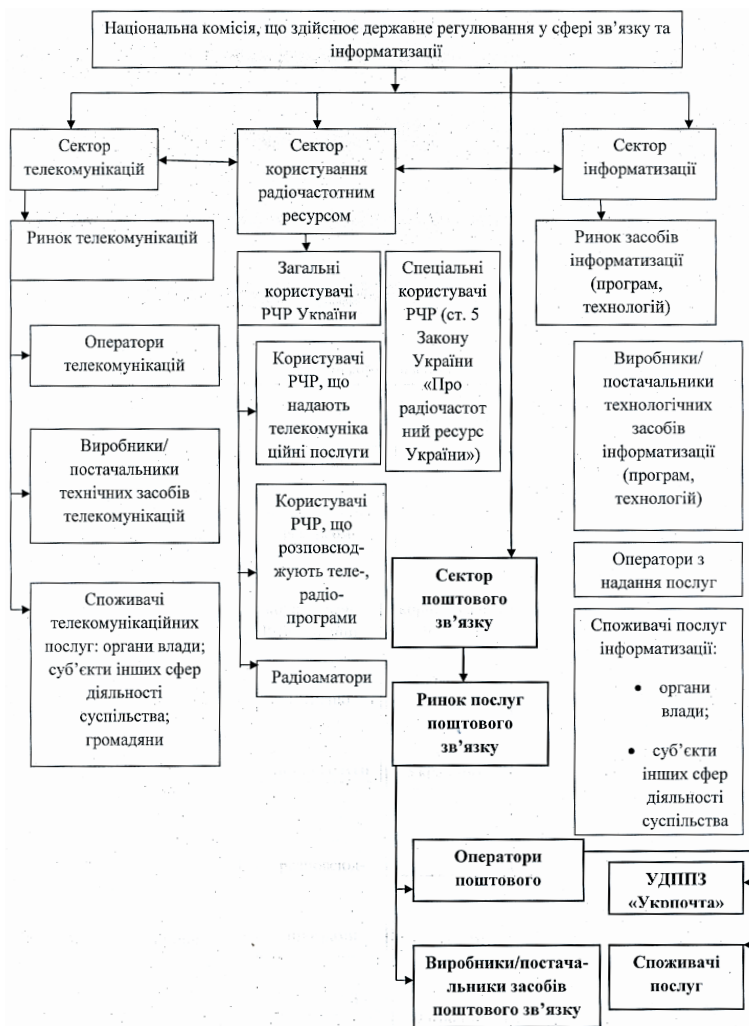 Національна комісія, що здійснює державне регулювання у сфері зв’язку та
інформатизації
Сектор
телекомунікацій
Сектор
користування
радіочастотним
ресурсом
Сектор
інформатизації
Ринок телекомунікацій
Загальні
користувачі
РЧР України
Спеціальні
користувачі
РЧР (ст. 5
Закону
України
«Про
радіочастот
ний ресурс
України»)
Ринок засобів
інформатизації
(програм,
технологій)
Оператори
телекомунікацій
Користувачі
РЧР, що
надають
телекомуніка
ційні послуги
Виробники/
постачальники
технологічних
засобів
інформатизації
(програм,
технологій)
Виробники/
постачальники
технічних засобів
телекомунікацій
Користувачі
РЧР, що
розповсюд-
жують теле-,
радіо-
програми
Оператори з
надання послуг
Сектор
поштового
зв’язку
Споживачі
телекомунікаційних
послуг: органи влади;
суб’єкти інших сфер
діяльності
суспільства;
громадяни
Радіоаматори
Ринок послуг
поштового
зв’язку
Споживачі послуг
інформатизації:
• органи
влади;
• суб’єкти
інших сфер
діяльності
суспільства
Оператори
поштового
УДППЗ
«Укрпочта»
Виробники/постача-
льники засобів
поштового зв’язку
Споживачі
послуг